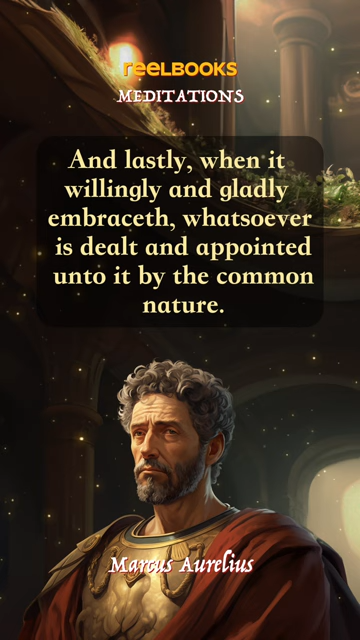 reelbooks
MEDITATIONS
And lastly, when it
willingly and gladly
embraceth, whatsoever
is dealt and appointed
unto it by the common
nature.
Marcus Aurelius